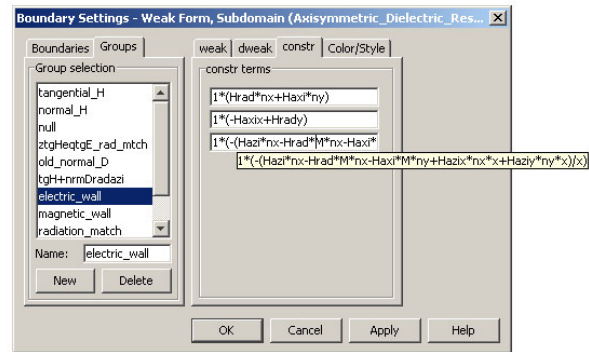 Boundary Settings - Weak Form, Subdomain (Axisymmetric_Dielectric_Res...
Boundaries Groups
Group selection
tangential_H
normal_H
null
ztgHeqtgE_rad_mtch
old_normal_D
tgH+nrmDradazi
electric_wall
magnetic_wall
radiation_match
Name: electric_wall
New Delete
weak dweak constr Color/Style
constr terms
1*(Hrad*nx+Haxi*ny)
1*(-Haxix+Hrady)
1*(-(Hazi*nx-Hrad*M*nx-Haxi*
1*(-(Hazi*nx-Hrad*M*nx-Haxi*M*ny+Hazix*nx*x+Haziy*ny*x)/x)
OK Cancel Apply Help